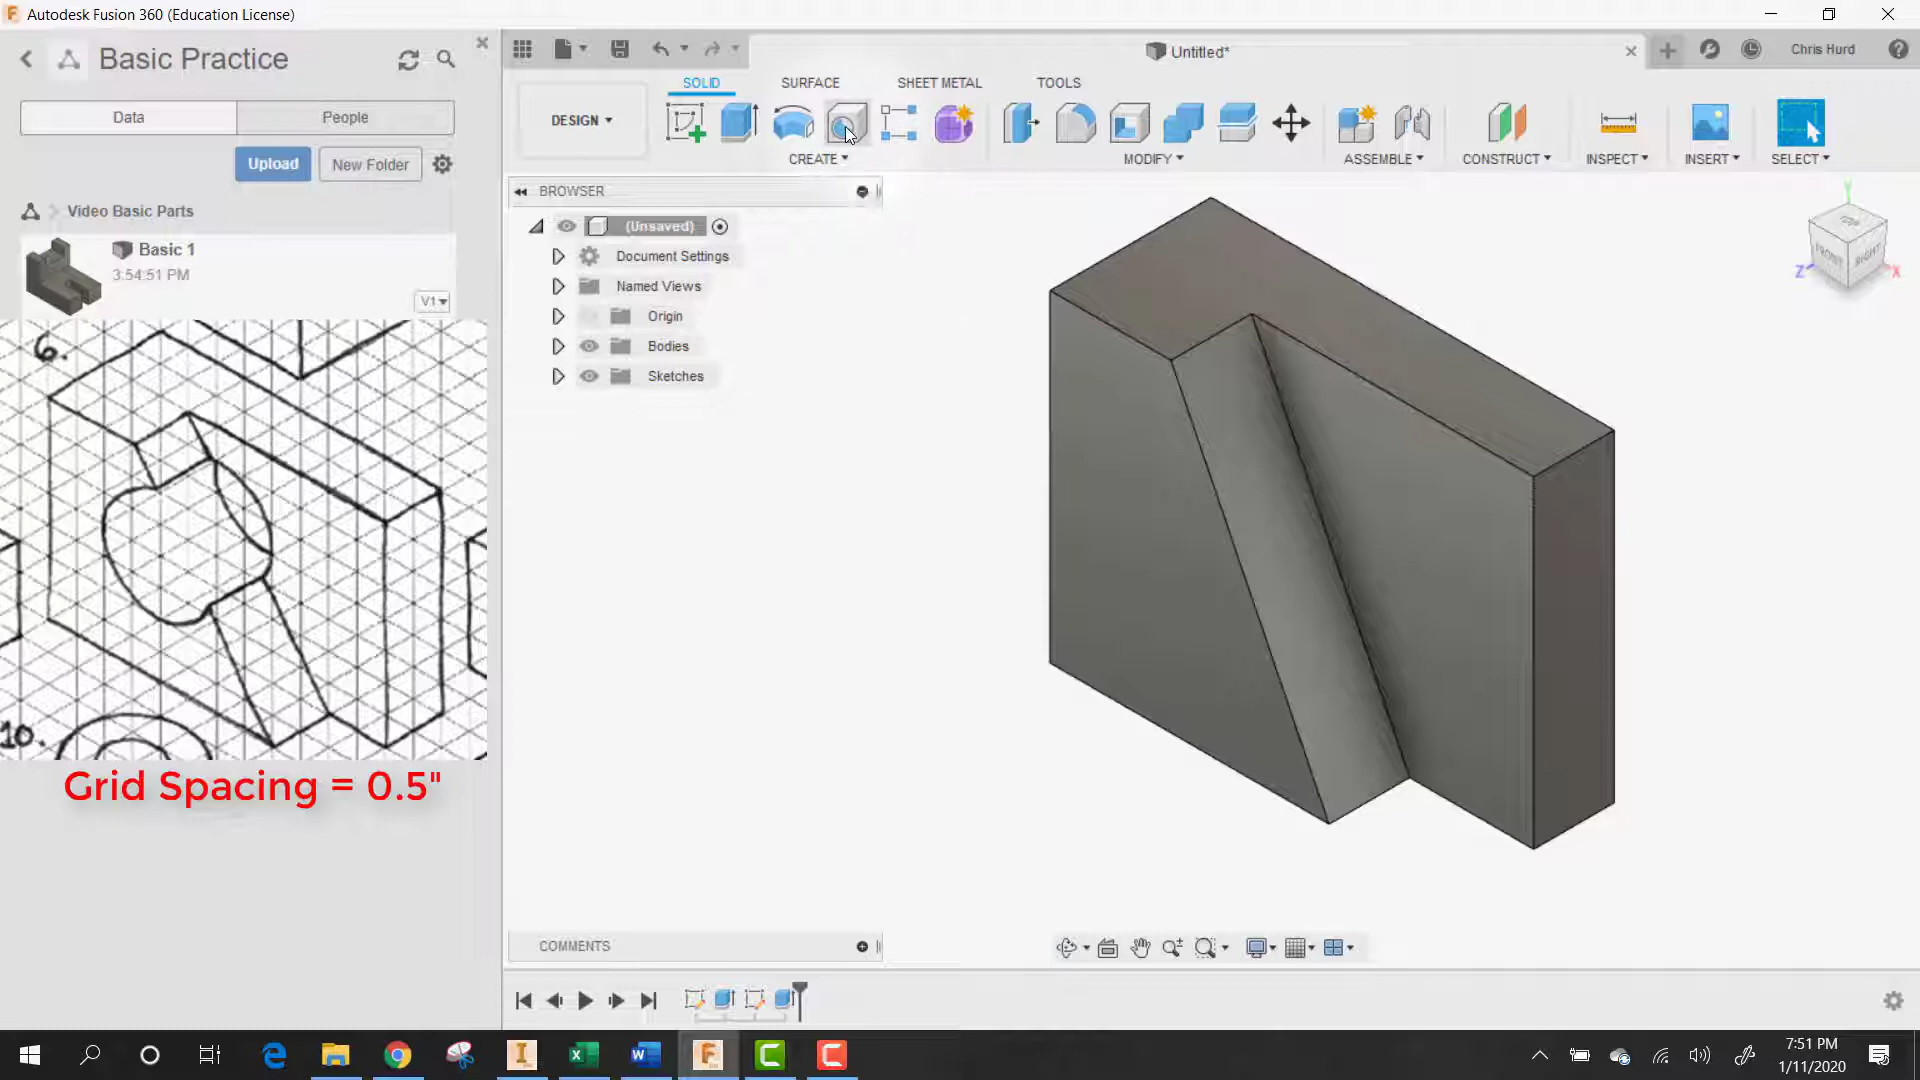 Autodesk Fusion 360 (Education License)
Basic Practice
Data
People
Upload
New Folder
Video Basic Parts
Basic 1
3:54:51 PM
V1
6.
10.
Grid Spacing = 0.5"
Untitled*
Chris Hurd
SOLID
SURFACE
SHEET METAL
TOOLS
DESIGN
CREATE
MODIFY
ASSEMBLE
CONSTRUCT
INSPECT
INSERT
SELECT
BROWSER
(Unsaved)
Document Settings
Named Views
Origin
Bodies
Sketches
Y
TOP
FRONT
RIGHT
Z
X
COMMENTS
7:51 PM
1/11/2020